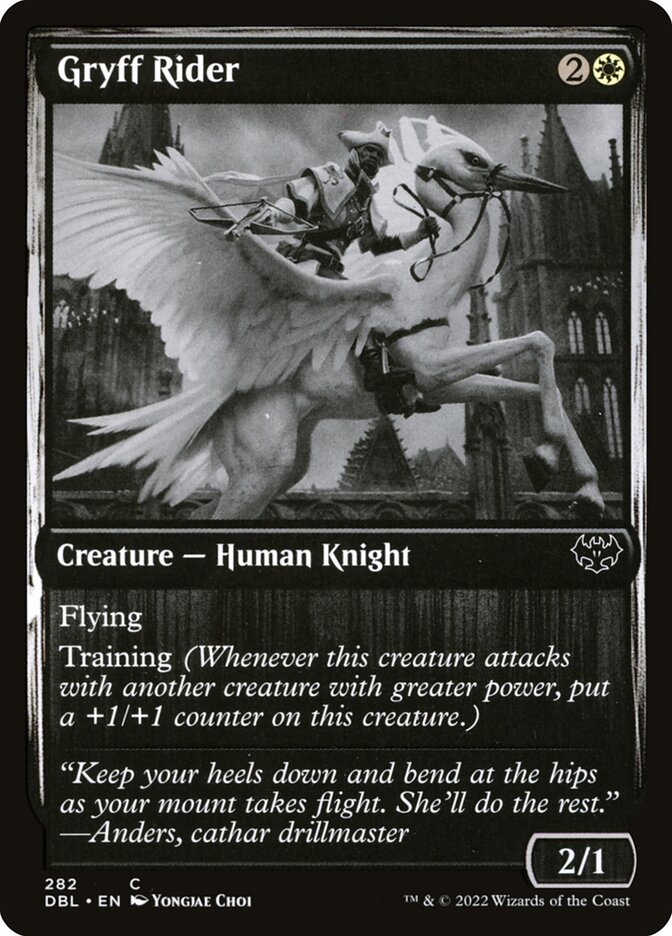 Gryff Rider 2
Creature — Human Knight
Flying
Training (Whenever this creature attacks
with another creature with greater power, put
a +1/+1 counter on this creature.)
“Keep your heels down and bend at the hips
as your mount takes flight. She’ll do the rest.”
—Anders, cathar drillmaster
2/1
282 C
DBL • EN Yongjae Choi ™ & © 2022 Wizards of the Coast